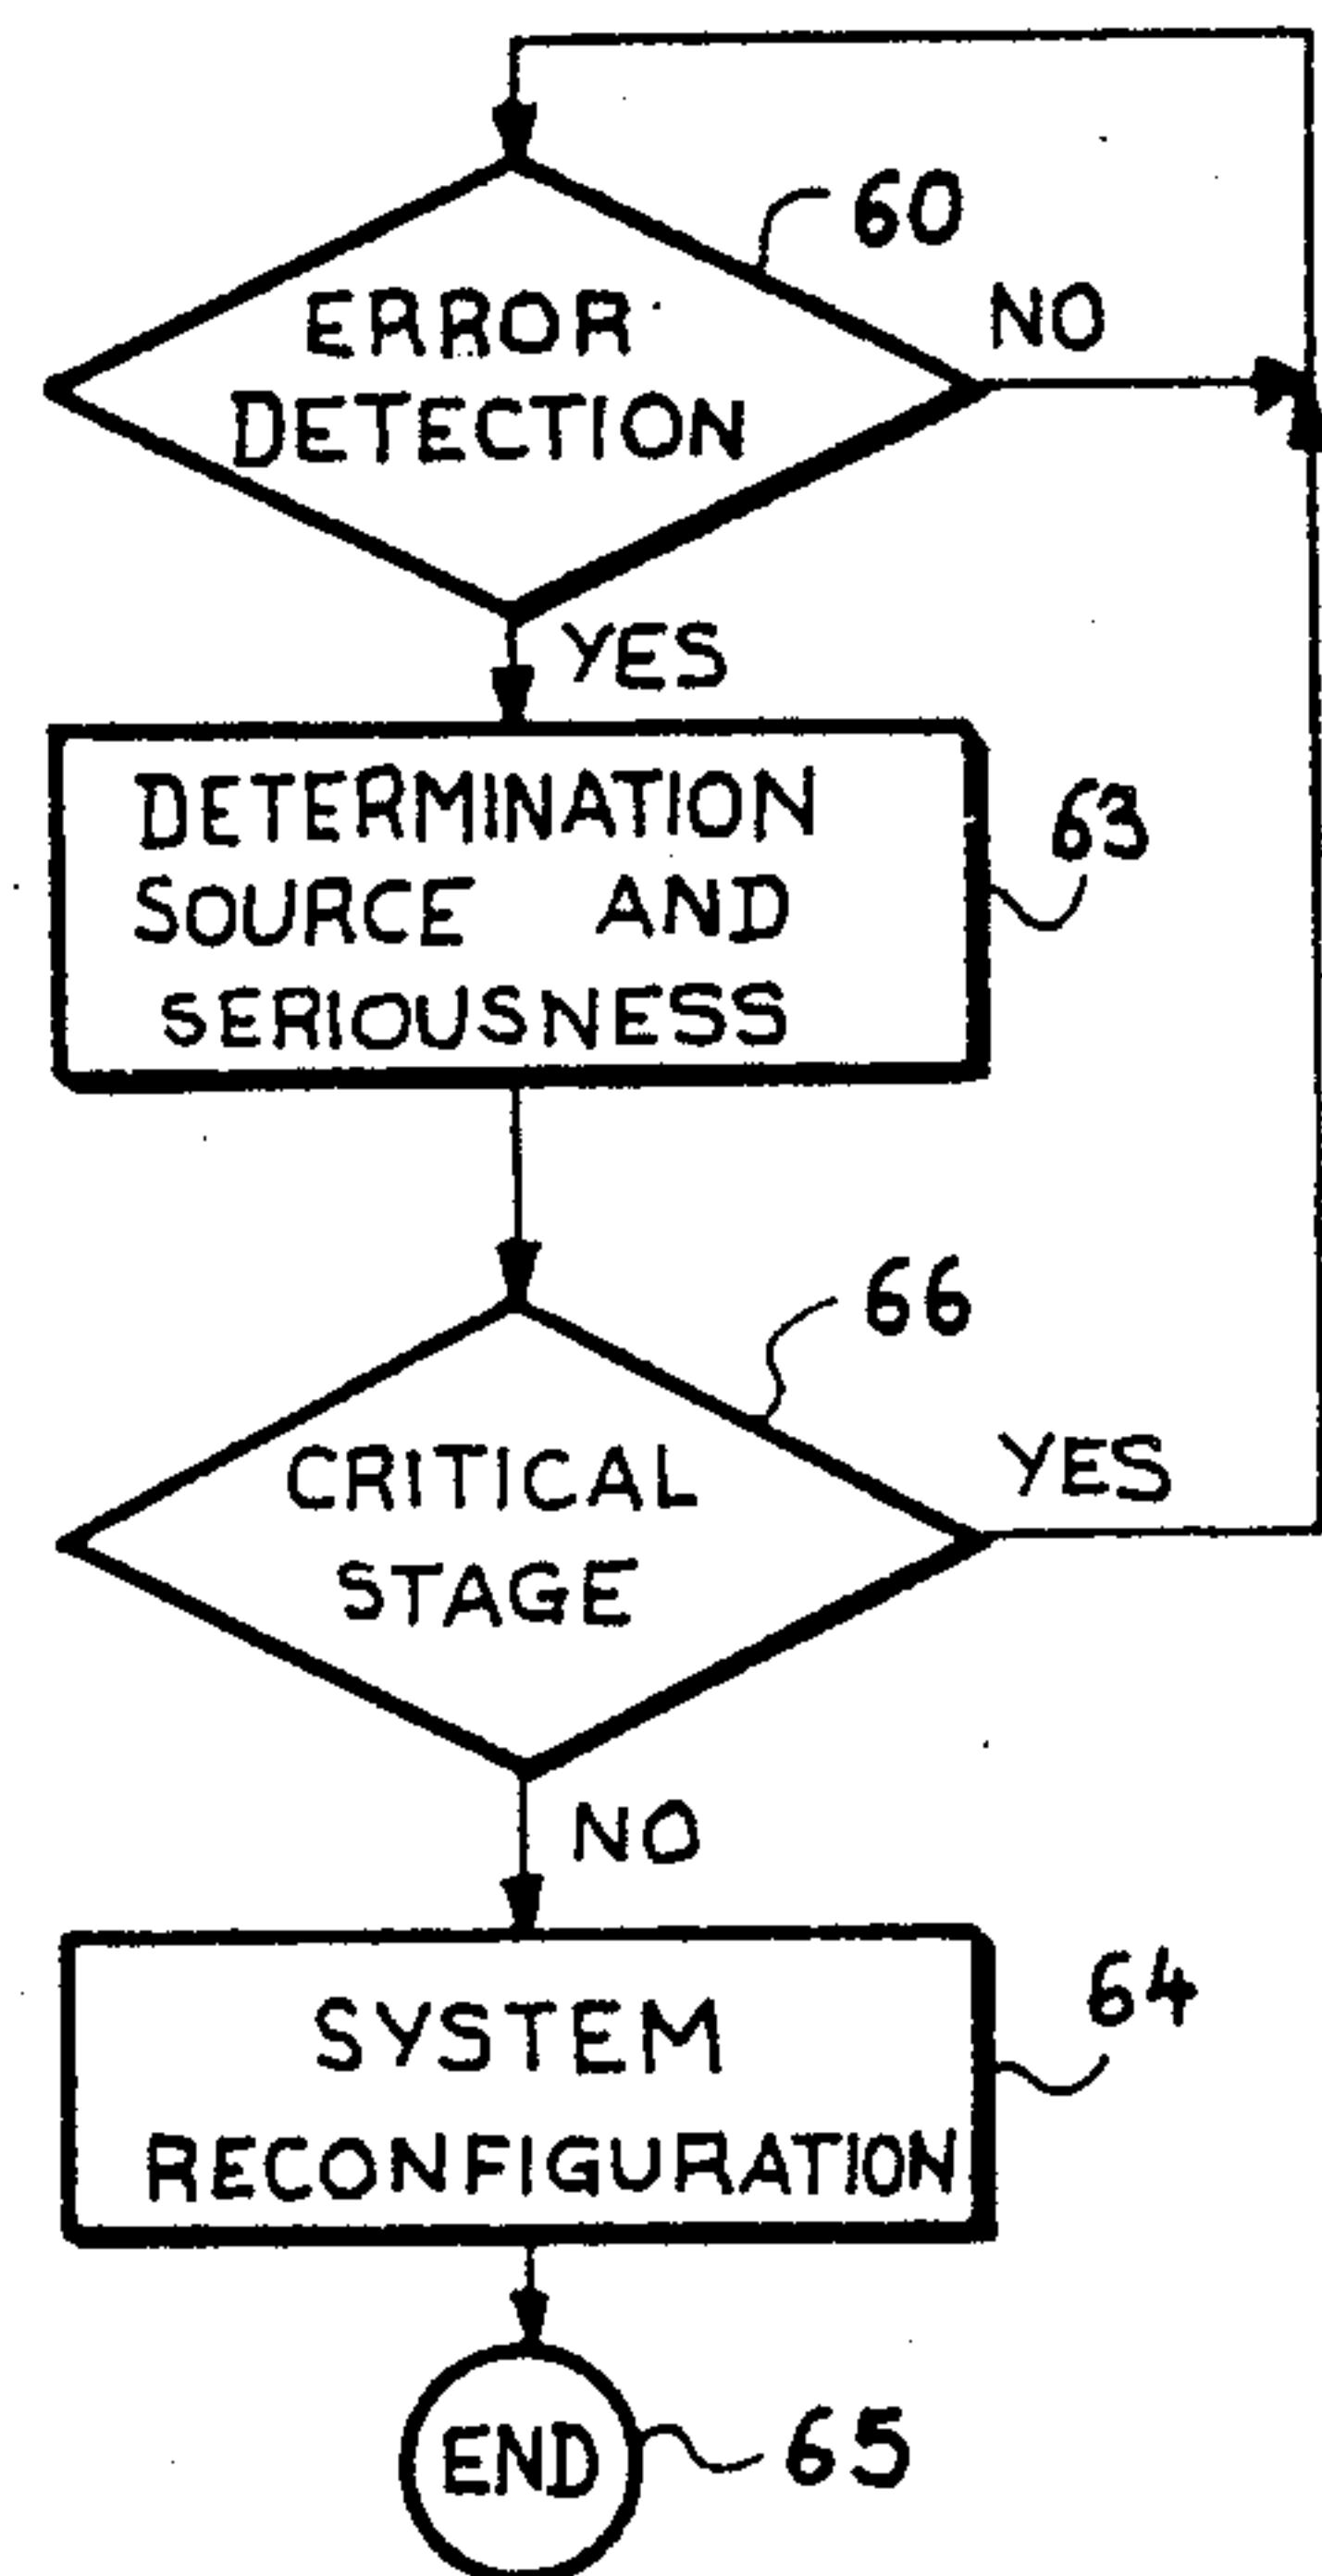 60
ERROR
DETECTION
NO
YES
DETERMINATION
SOURCE AND
SERIOUSNESS
63
66
CRITICAL
STAGE
YES
NO
SYSTEM
RECONFIGURATION
64
END
65